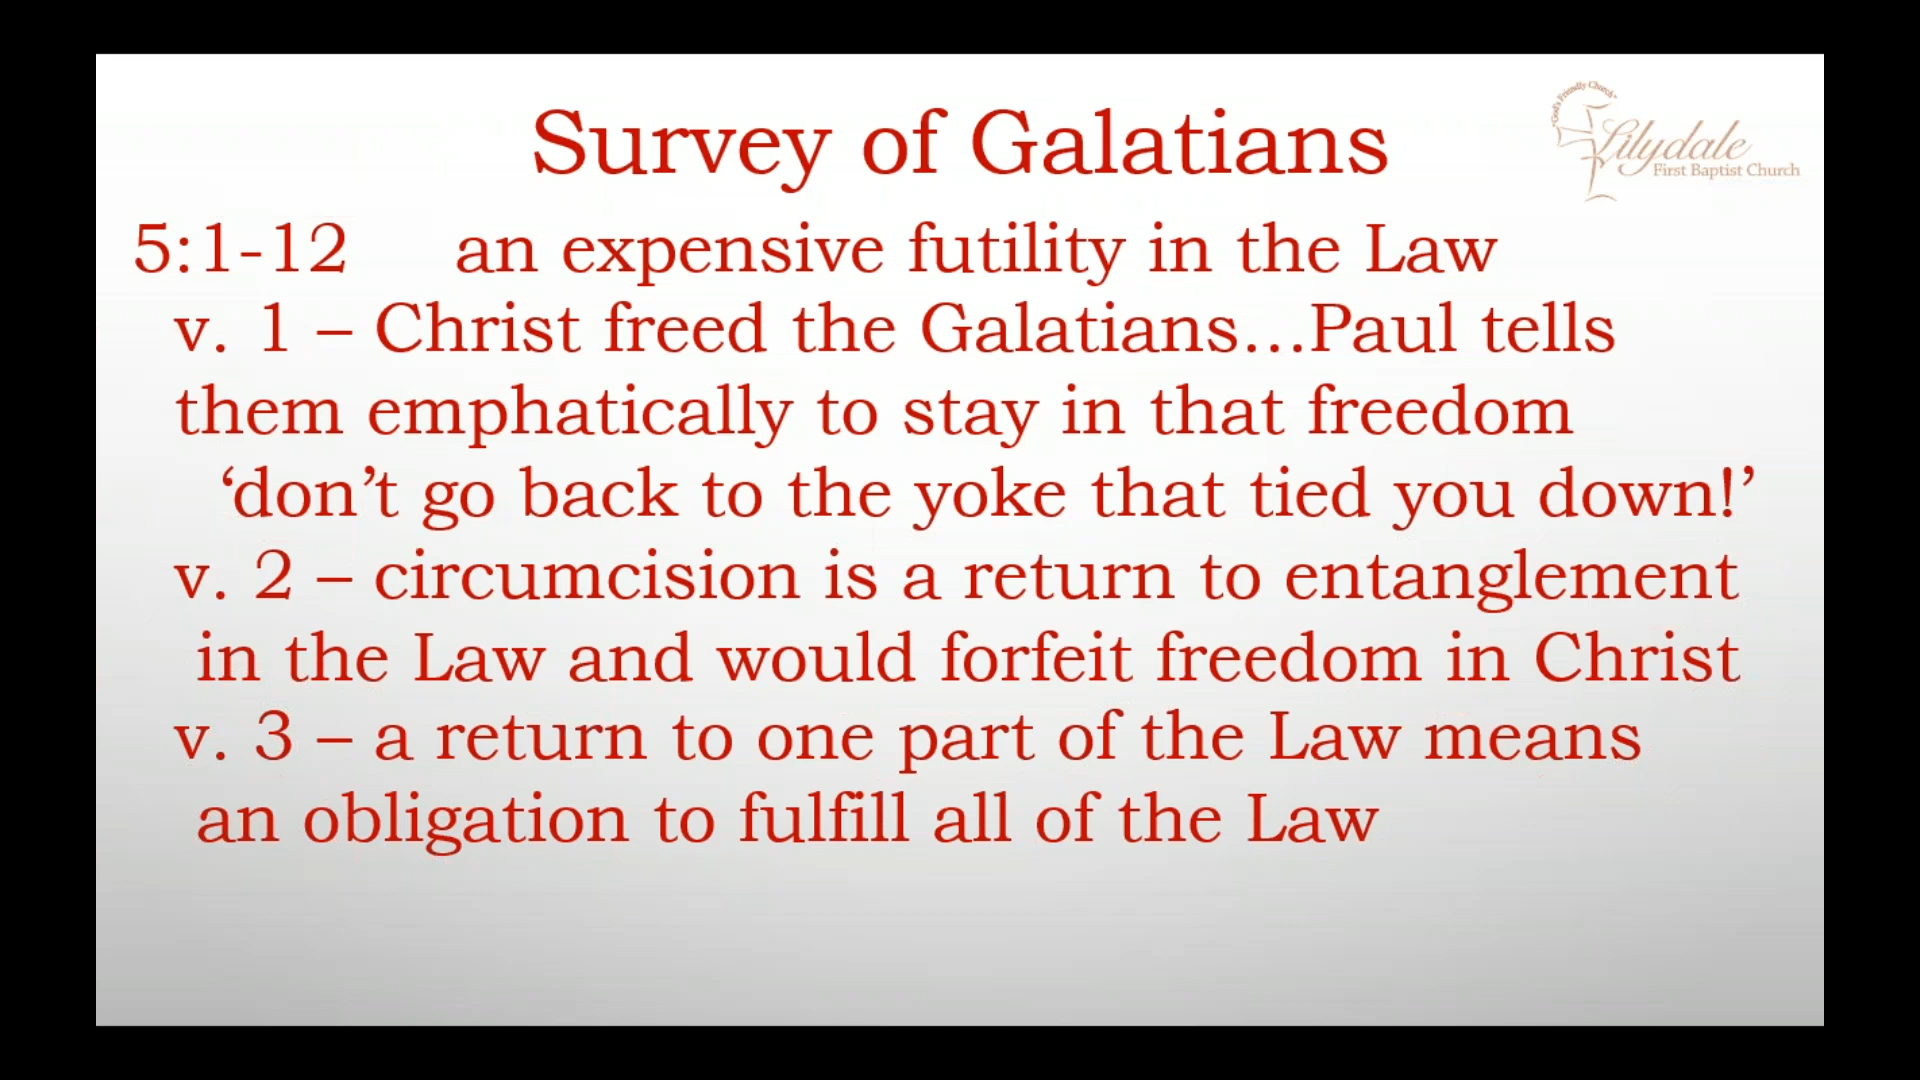 Survey of Galatians
"God's Friendly Church"
Lilydale
First Baptist Church
5:1-12 an expensive futility in the Law
v. 1 – Christ freed the Galatians…Paul tells
them emphatically to stay in that freedom
‘don’t go back to the yoke that tied you down!’
v. 2 – circumcision is a return to entanglement
in the Law and would forfeit freedom in Christ
v. 3 – a return to one part of the Law means
an obligation to fulfill all of the Law